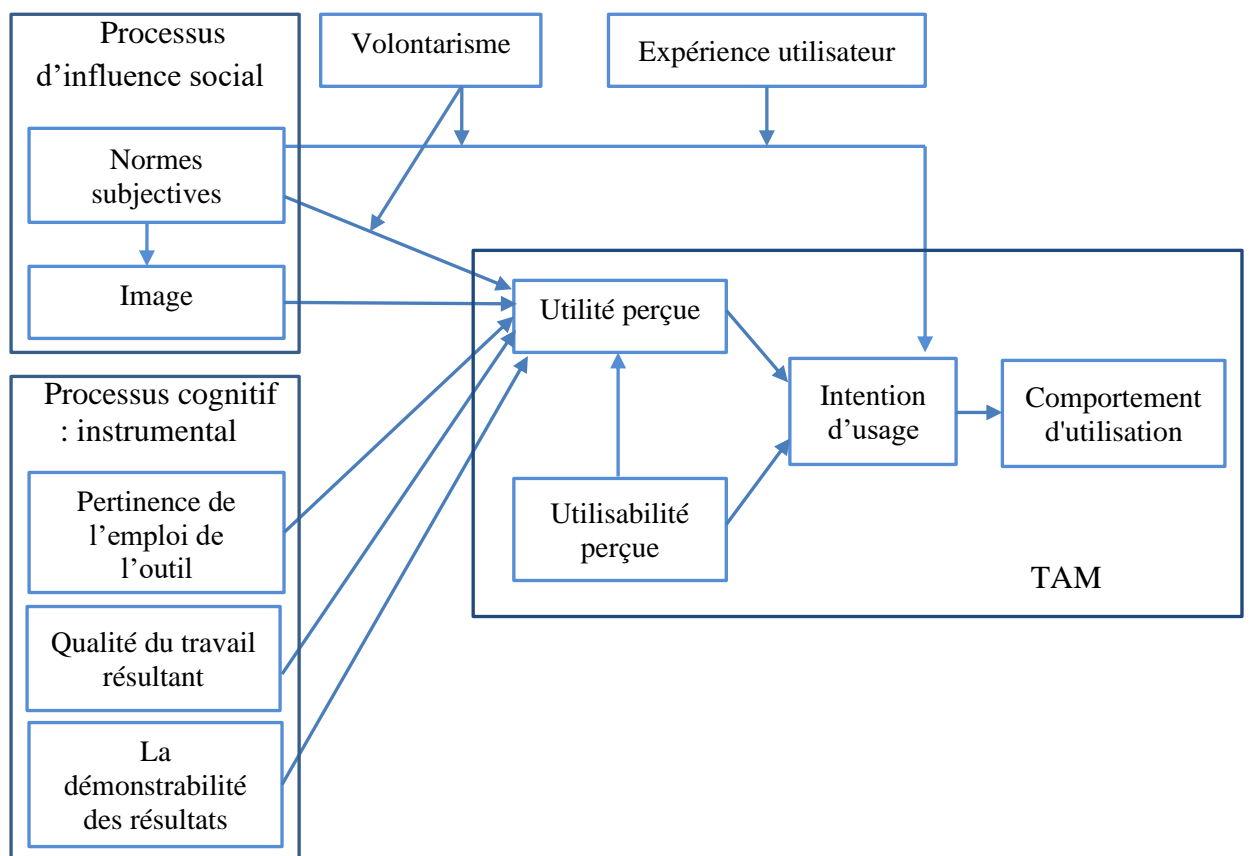 Processus
d’influence social
Volontarisme
Expérience utilisateur
Normes
subjectives
Image
Utilité perçue
Intention
d’usage
Comportement
d'utilisation
Utilisabilité
perçue
TAM
Processus cognitif
: instrumental
Pertinence de
l’emploi de
l’outil
Qualité du travail
résultant
La
démonstrabilité
des résultats